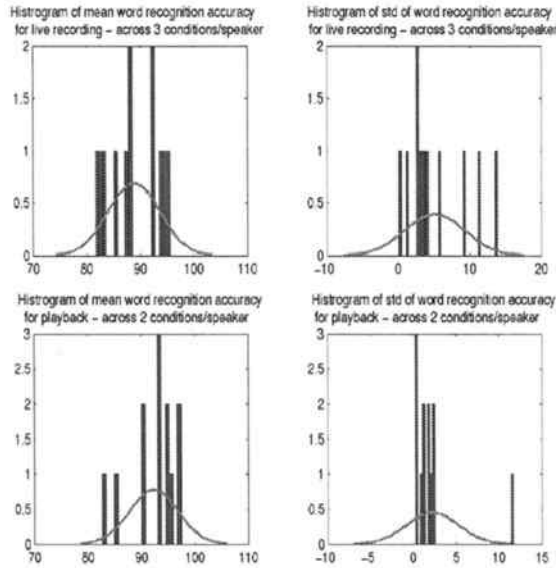 Histrogram of mean word recognition accuracy
for live recording – across 3 conditions/speaker
2
1.5
1
0.5
0
70 80 90 100 110
Histrogram of std of word recognition accuracy
for live recording – across 3 conditions/speaker
2
1.5
1
0.5
0
−10 0 10 20
Histrogram of mean word recognition accuracy
for playback – across 2 conditions/speaker
3
2.5
2
1.5
1
0.5
0
70 80 90 100 110
Histrogram of std of word recognition accuracy
for playback – across 2 conditions/speaker
3
2.5
2
1.5
1
0.5
0
−10 −5 0 5 10 15